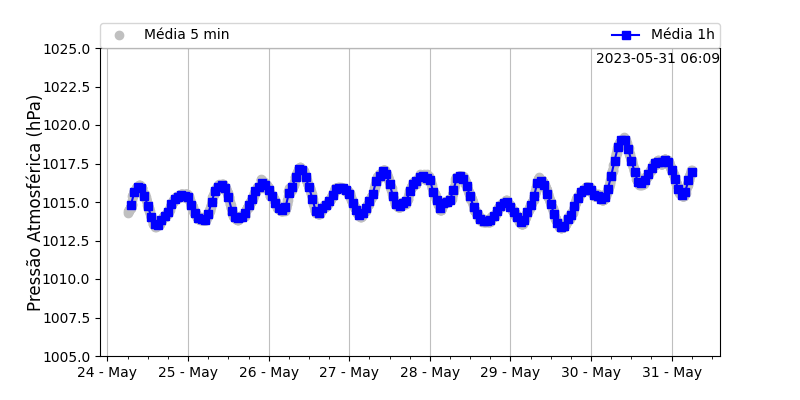 Média 5 min
Média 1h
2023-05-31 06:09
Pressão Atmosférica (hPa)
1025.0
1022.5
1020.0
1017.5
1015.0
1012.5
1010.0
1007.5
1005.0
24 - May
25 - May
26 - May
27 - May
28 - May
29 - May
30 - May
31 - May